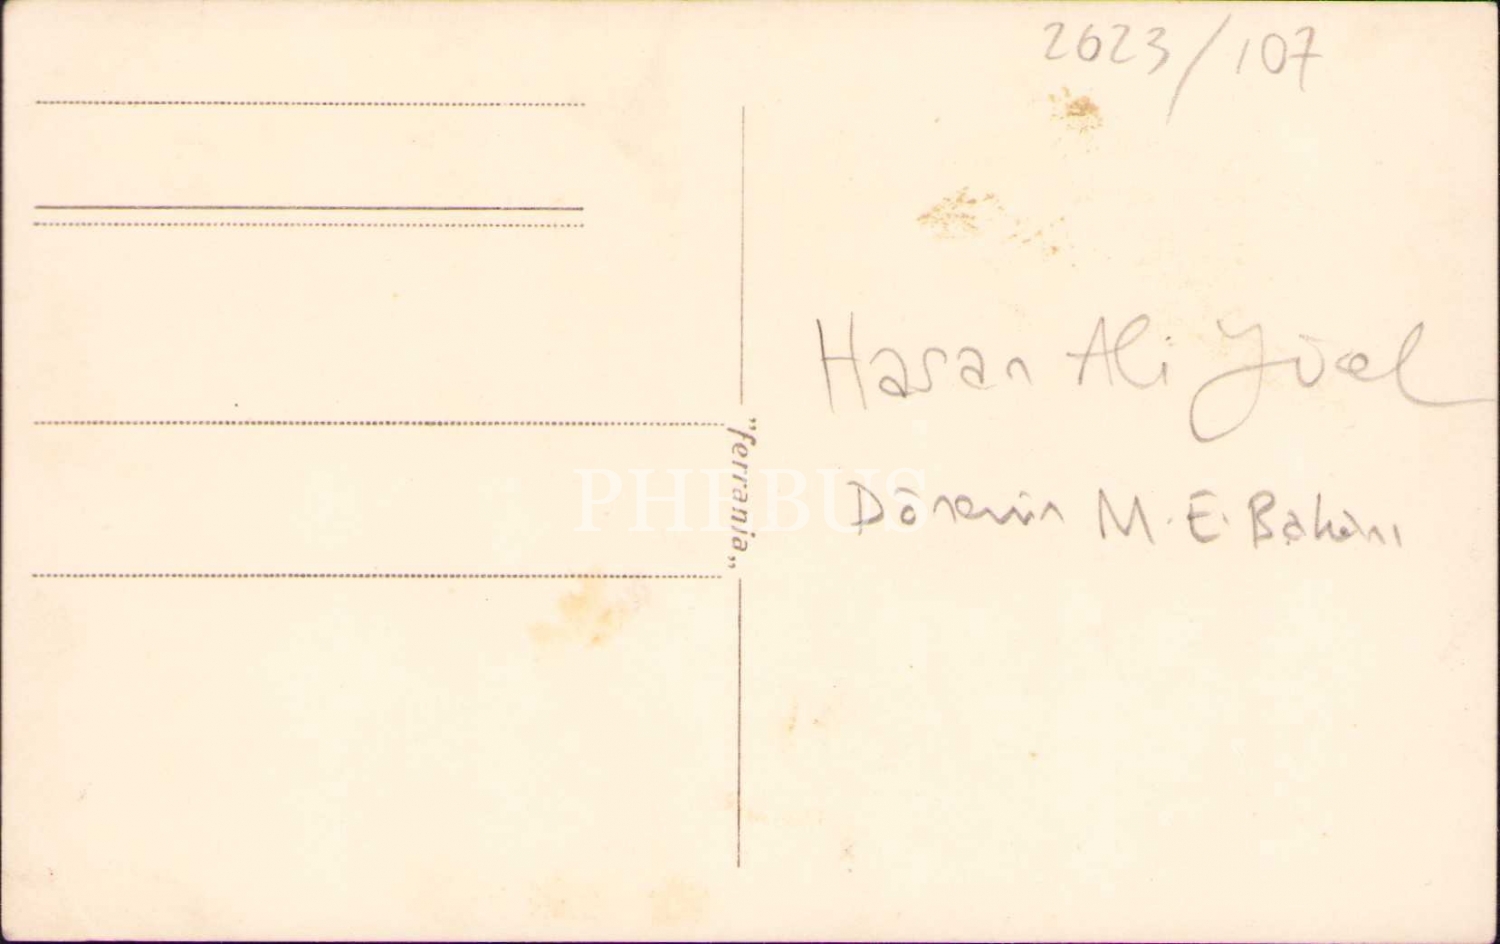 2623/107
Hasan Ali Yücel
Dönemin M.E. Bakanı
"ferrania„
PHEBUS